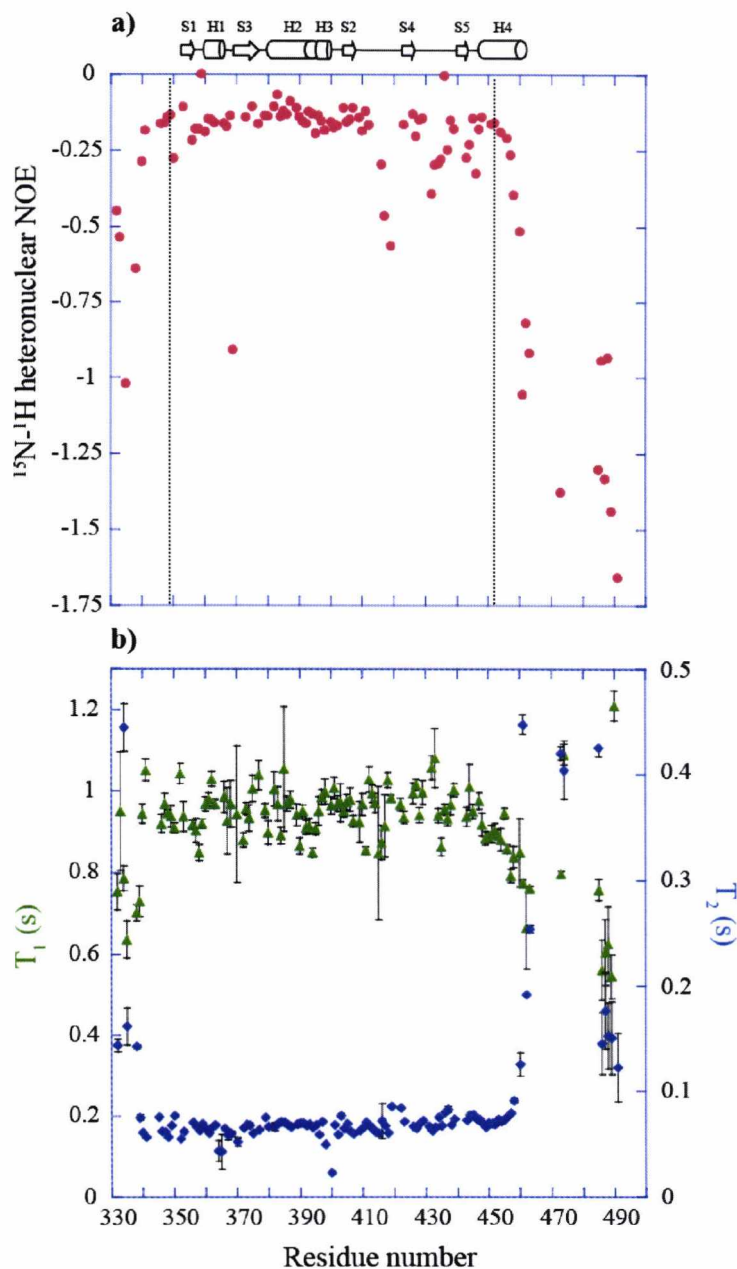 a)
S1 H1 S3 H2 H3 S2 S4 S5 H4
0
-0.25
-0.5
-0.75
-1
-1.25
-1.5
-1.75
¹⁵N-¹H heteronuclear NOE
b)
1.2
1
0.8
0.6
0.4
0.2
0
T₁ (s)
0.5
0.4
0.3
0.2
0.1
0
T₂ (s)
330 350 370 390 410 430 450 470 490
Residue number